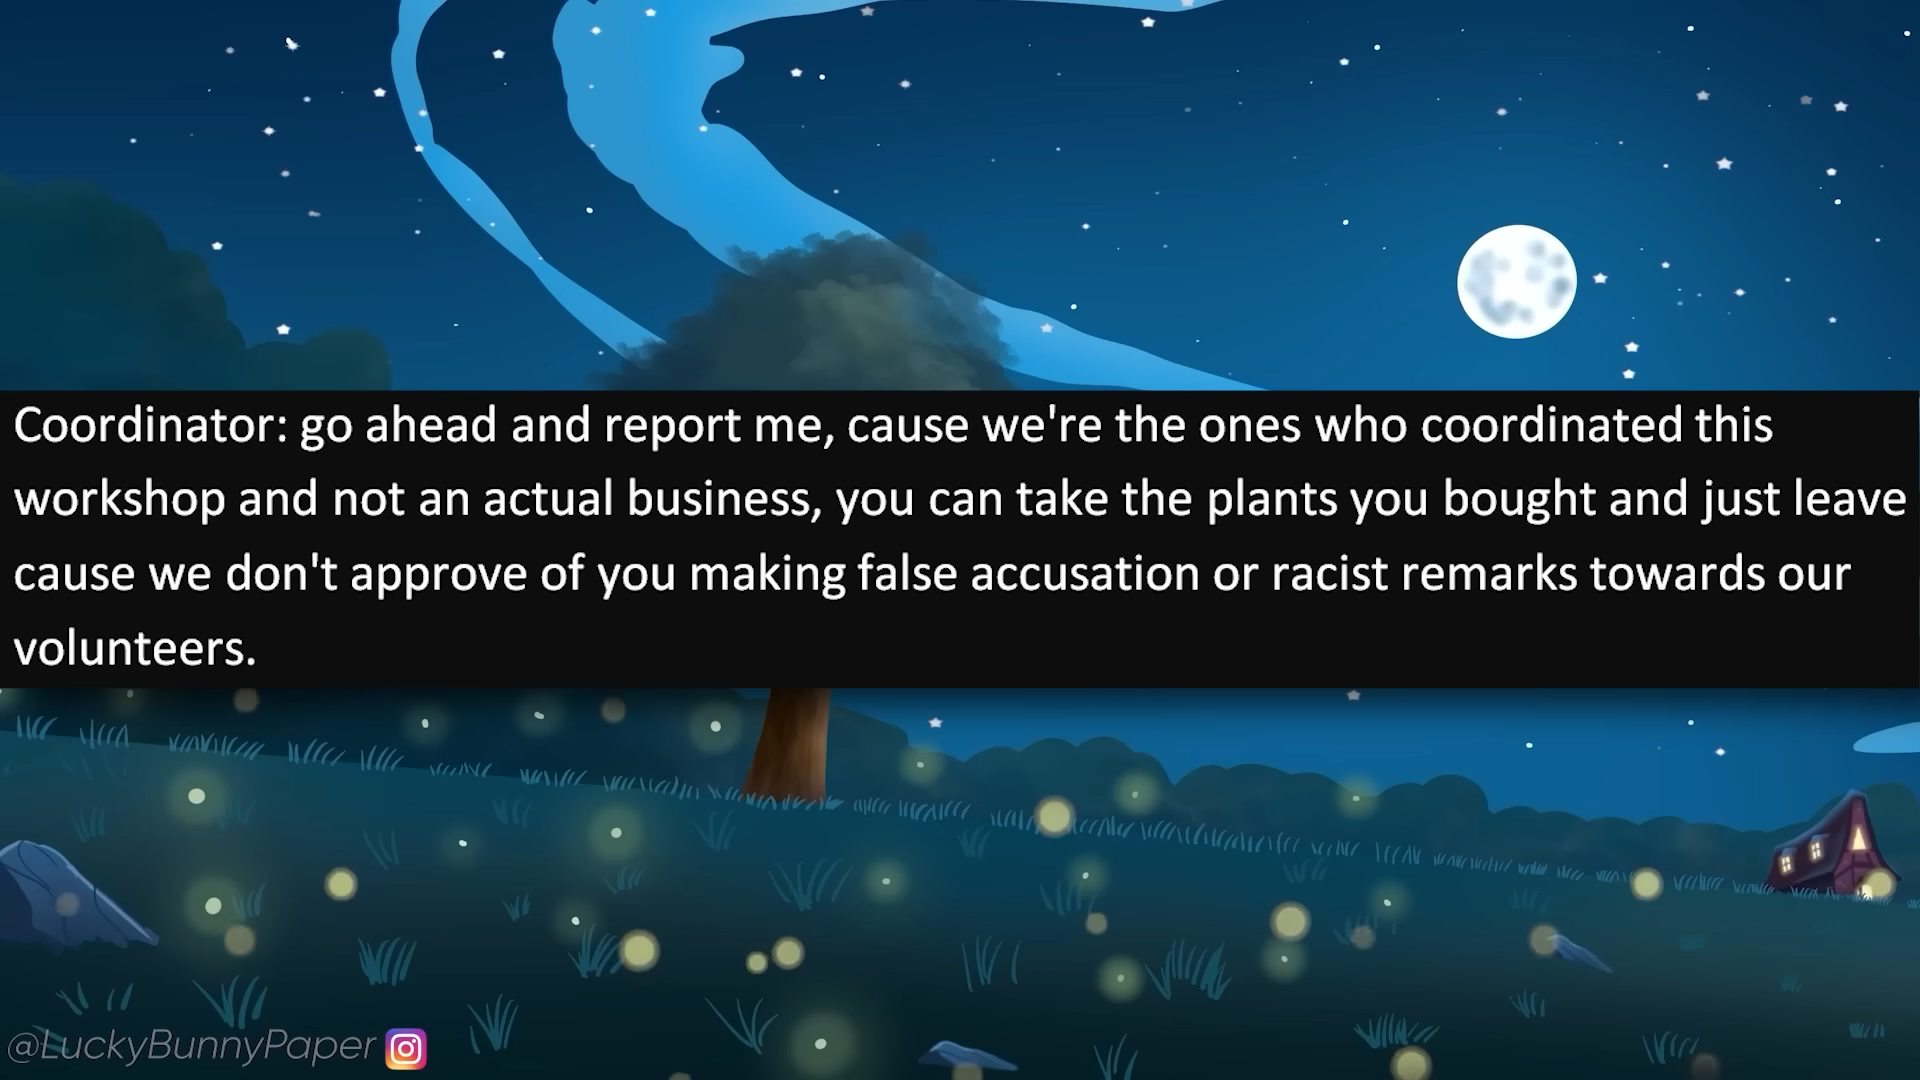 Coordinator: go ahead and report me, cause we're the ones who coordinated this
workshop and not an actual business, you can take the plants you bought and just leave
cause we don't approve of you making false accusation or racist remarks towards our
volunteers.
@LuckyBunnyPaper